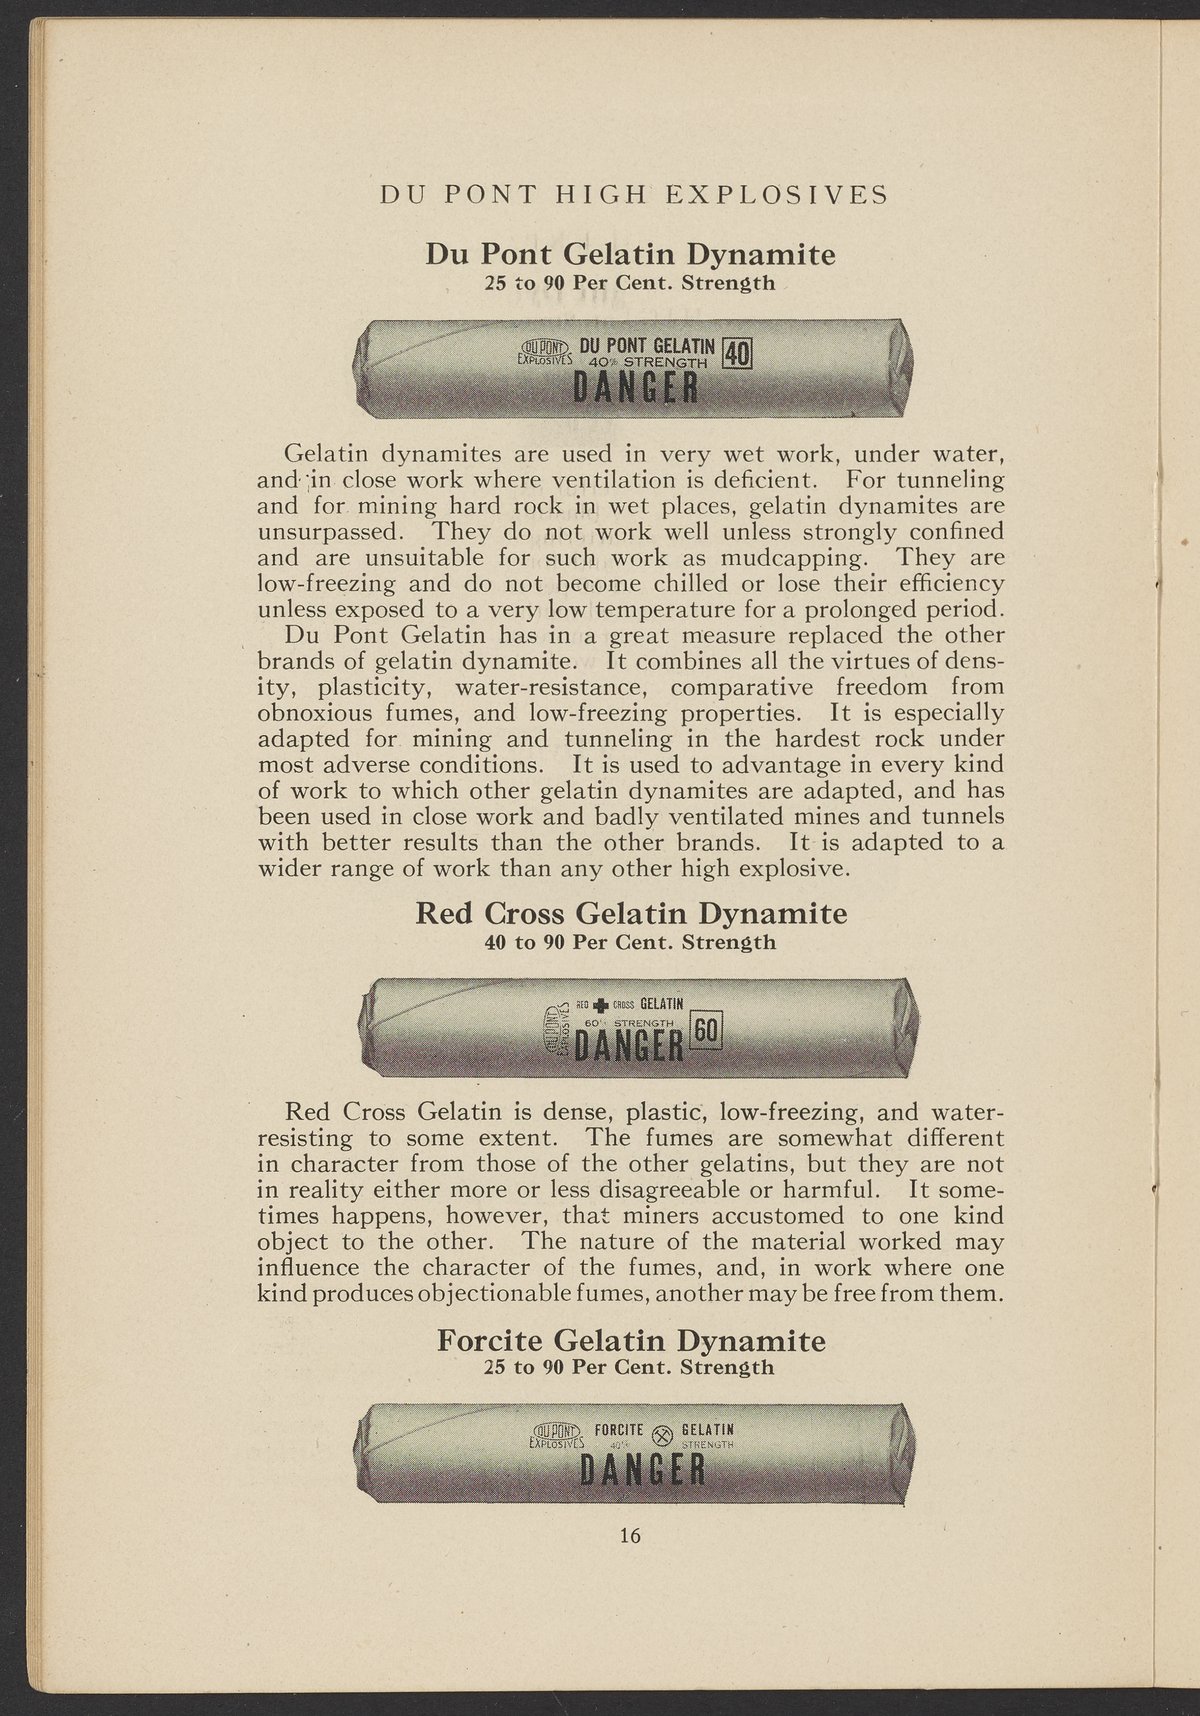 DU PONT HIGH EXPLOSIVES
Du Pont Gelatin Dynamite
25 to 90 Per Cent. Strength
DU PONT
EXPLOSIVES
DU PONT GELATIN
40% STRENGTH
40
DANGER
Gelatin dynamites are used in very wet work, under water,
and in close work where ventilation is deficient. For tunneling
and for mining hard rock in wet places, gelatin dynamites are
unsurpassed. They do not work well unless strongly confined
and are unsuitable for such work as mudcapping. They are
low-freezing and do not become chilled or lose their efficiency
unless exposed to a very low temperature for a prolonged period.
Du Pont Gelatin has in a great measure replaced the other
brands of gelatin dynamite. It combines all the virtues of dens-
ity, plasticity, water-resistance, comparative freedom from
obnoxious fumes, and low-freezing properties. It is especially
adapted for mining and tunneling in the hardest rock under
most adverse conditions. It is used to advantage in every kind
of work to which other gelatin dynamites are adapted, and has
been used in close work and badly ventilated mines and tunnels
with better results than the other brands. It is adapted to a
wider range of work than any other high explosive.
Red Cross Gelatin Dynamite
40 to 90 Per Cent. Strength
DU PONT
EXPLOSIVES
RED CROSS GELATIN
60% STRENGTH
60
DANGER
Red Cross Gelatin is dense, plastic, low-freezing, and water-
resisting to some extent. The fumes are somewhat different
in character from those of the other gelatins, but they are not
in reality either more or less disagreeable or harmful. It some-
times happens, however, that miners accustomed to one kind
object to the other. The nature of the material worked may
influence the character of the fumes, and, in work where one
kind produces objectionable fumes, another may be free from them.
Forcite Gelatin Dynamite
25 to 90 Per Cent. Strength
DU PONT
EXPLOSIVES
FORCITE GELATIN
40% STRENGTH
DANGER
16